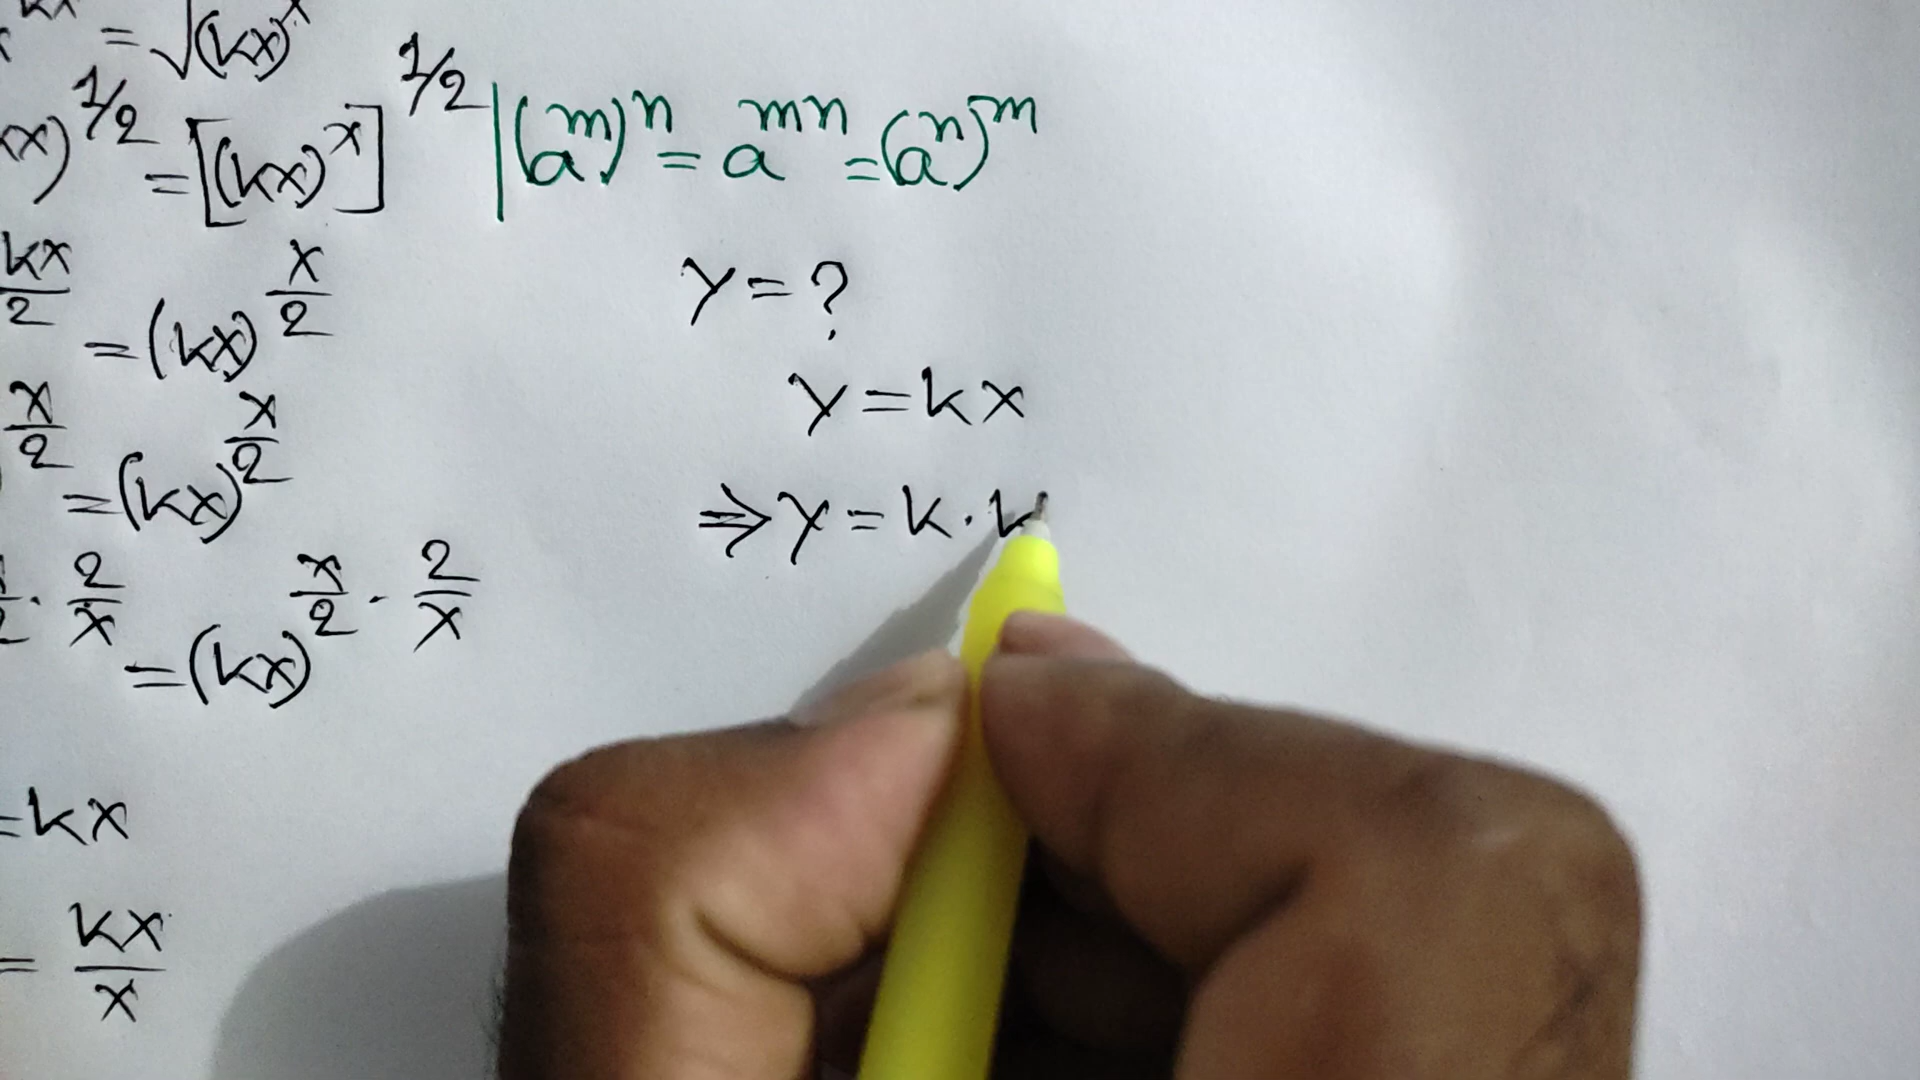 = √(kx)^x
x)^1/2 = [(kx)^x]^1/2 | (a^m)^n = a^mn = (a^n)^m
kx/2 = (kx)^x/2
y = ?
x/2 = (kx)^x/2
y = kx
⇒ y = k . k
. 2/x = (kx)^x/2 . 2/x
= kx
= kx/x